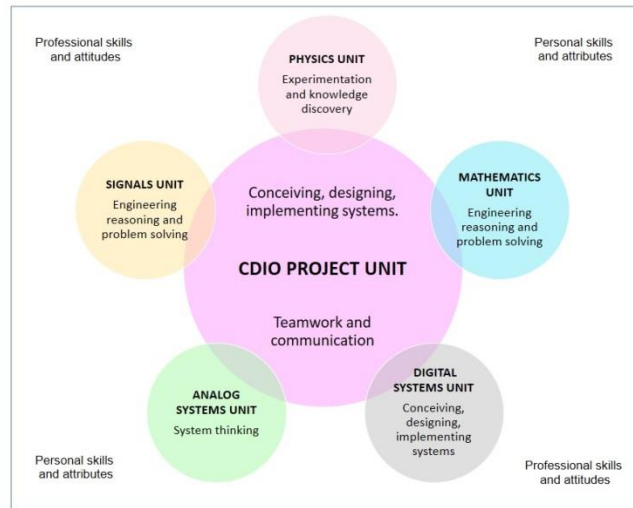 Professional skills
and attitudes
Personal skills
and attributes
PHYSICS UNIT
Experimentation
and knowledge
discovery
SIGNALS UNIT
Engineering
reasoning and
problem solving
MATHEMATICS
UNIT
Engineering
reasoning and
problem solving
Conceiving, designing,
implementing systems.
CDIO PROJECT UNIT
Teamwork and
communication
ANALOG
SYSTEMS UNIT
System thinking
DIGITAL
SYSTEMS UNIT
Conceiving,
designing,
implementing
systems
Personal skills
and attributes
Professional skills
and attitudes